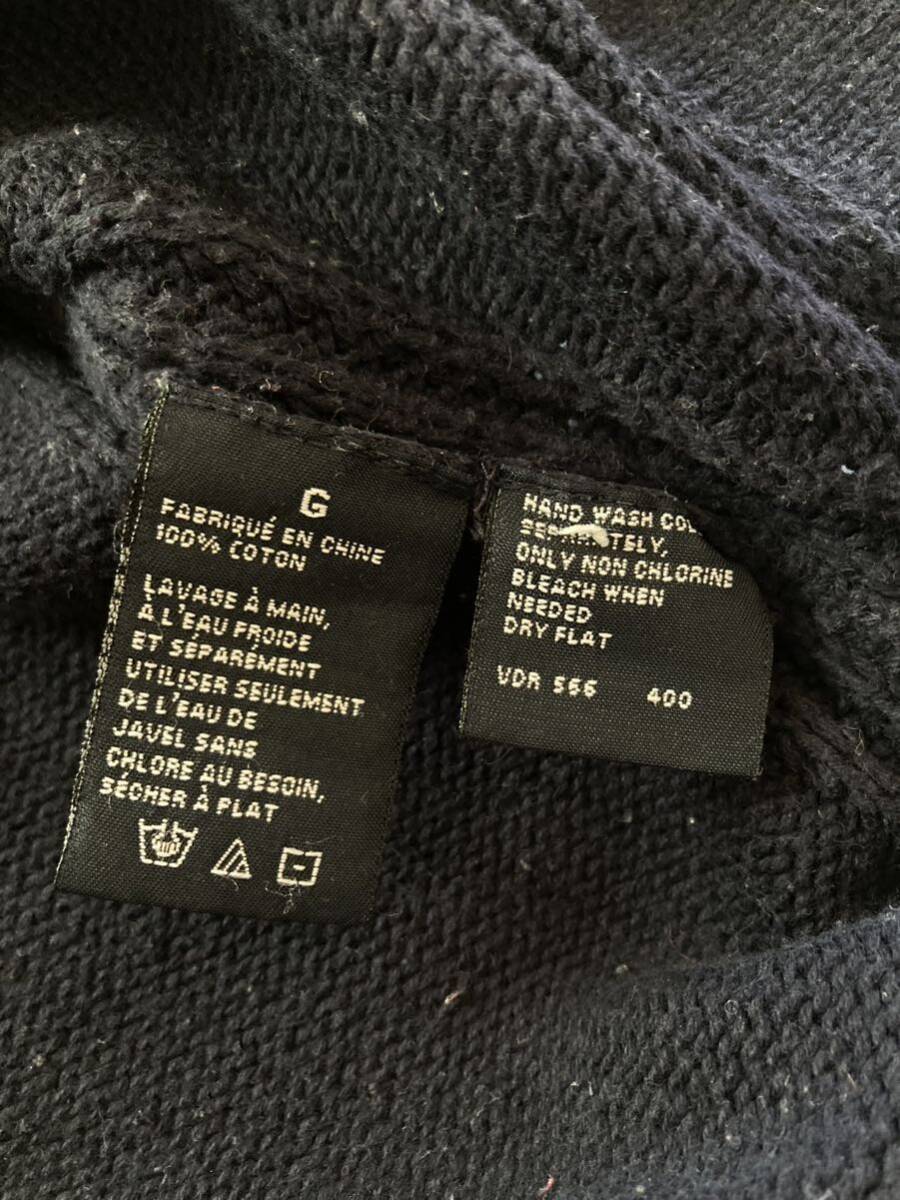 G
FABRIQUÉ EN CHINE
100% COTON
LAVAGE À MAIN,
À L'EAU FROIDE
ET SÉPARÉMENT
UTILISER SEULEMENT
DE L'EAU DE
JAVEL SANS
CHLORE AU BESOIN,
SÉCHER À PLAT
HAND WASH
ONLY NON CHLORINE
BLEACH WHEN
NEEDED
DRY FLAT
VDR 566 400